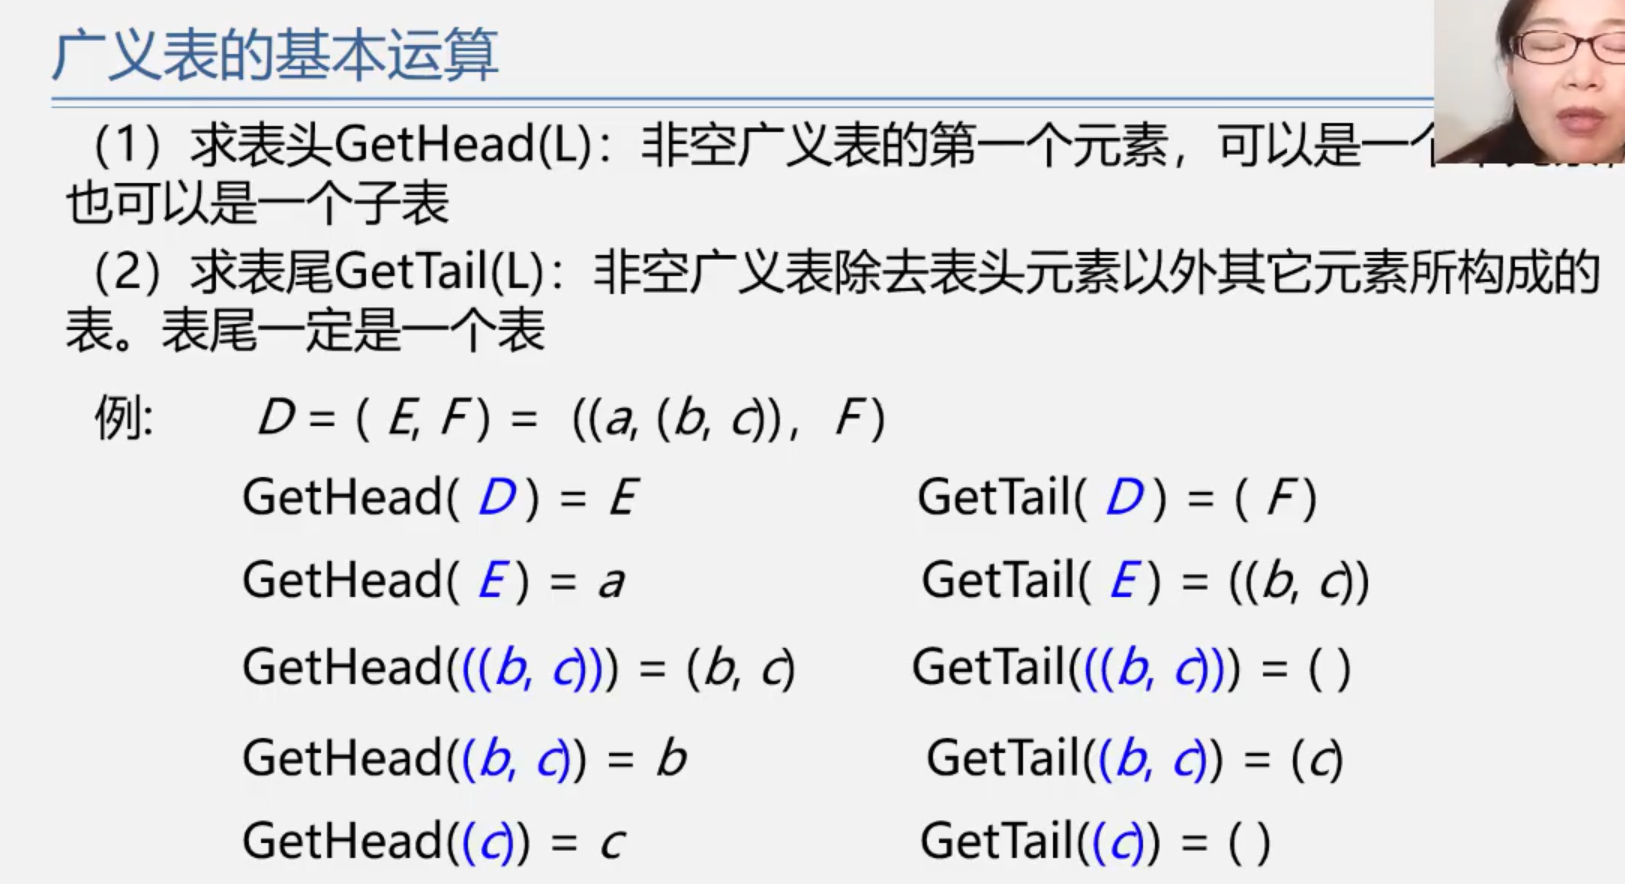 广义表的基本运算
（1）求表头GetHead(L)：非空广义表的第一个元素，可以是一个
也可以是一个子表
（2）求表尾GetTail(L)：非空广义表除去表头元素以外其它元素所构成的
表。表尾一定是一个表
例: D = ( E, F ) = ((a, (b, c)), F )
GetHead( D ) = E GetTail( D ) = ( F )
GetHead( E ) = a GetTail( E ) = ((b, c))
GetHead(((b, c))) = (b, c) GetTail(((b, c))) = ( )
GetHead((b, c)) = b GetTail((b, c)) = (c)
GetHead((c)) = c GetTail((c)) = ( )